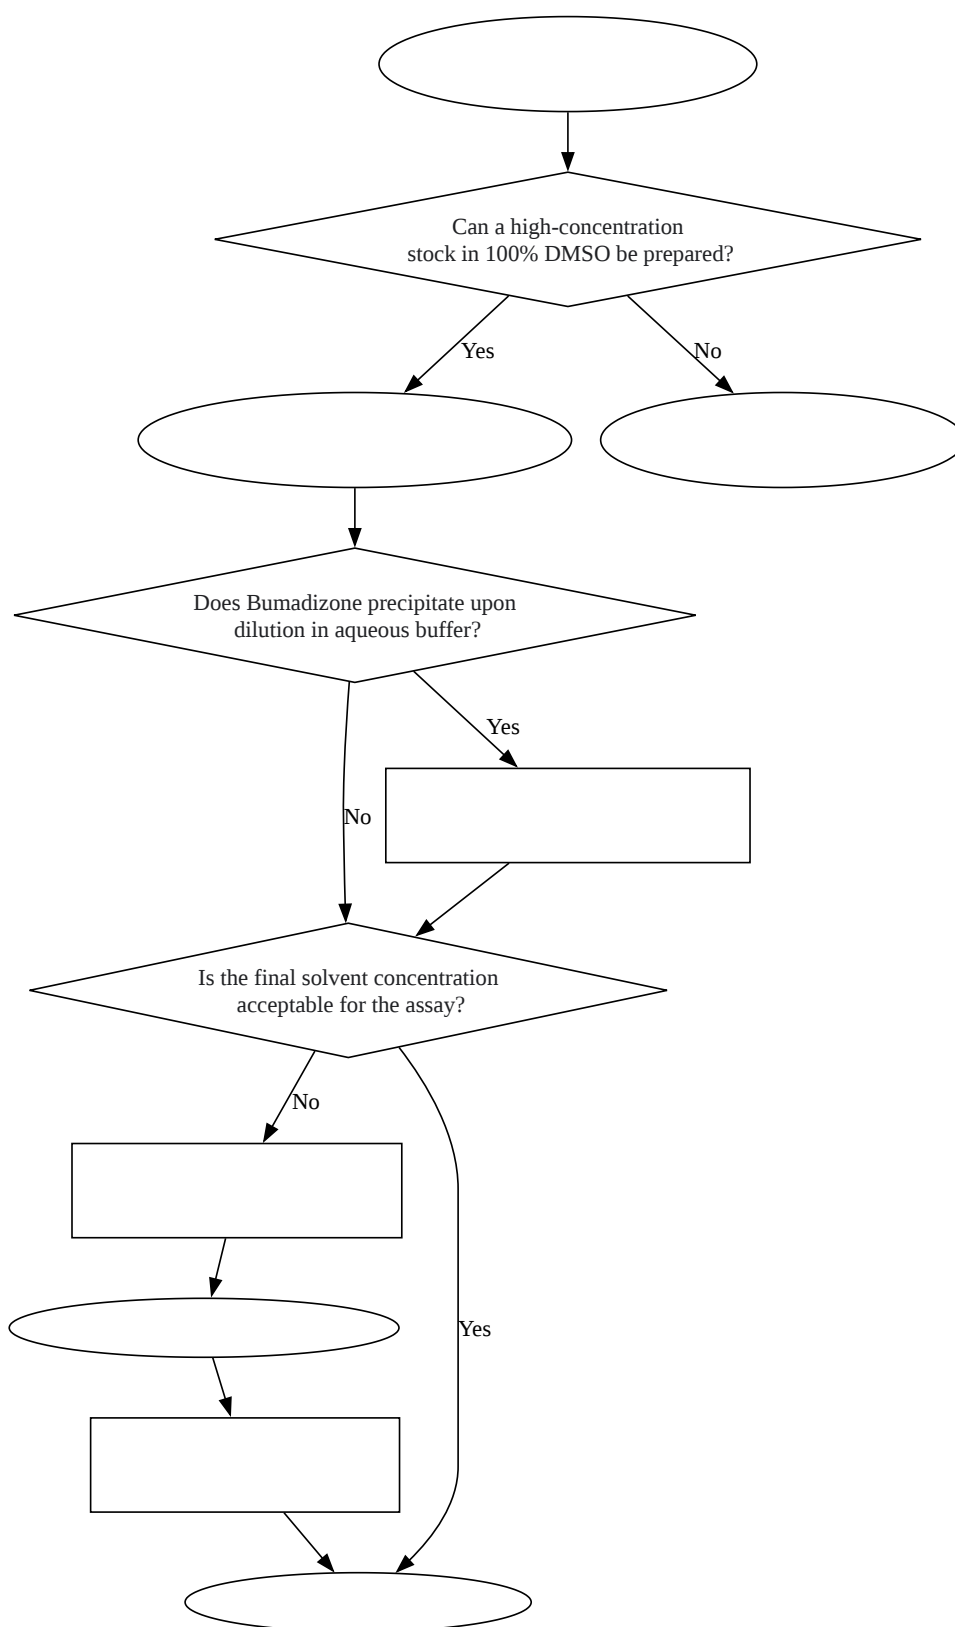 Can a high-concentration
stock in 100% DMSO be prepared?
Yes
No
Does Bumadizone precipitate upon
dilution in aqueous buffer?
Yes
No
Is the final solvent concentration
acceptable for the assay?
No
Yes